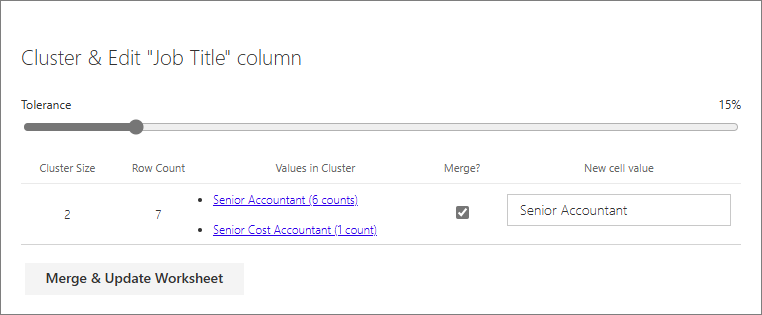 Cluster & Edit "Job Title" column
Tolerance 15%
Cluster Size Row Count Values in Cluster Merge? New cell value
Senior Accountant (6 counts)
2 7 Senior Accountant
Senior Cost Accountant (1 count)
Merge & Update Worksheet